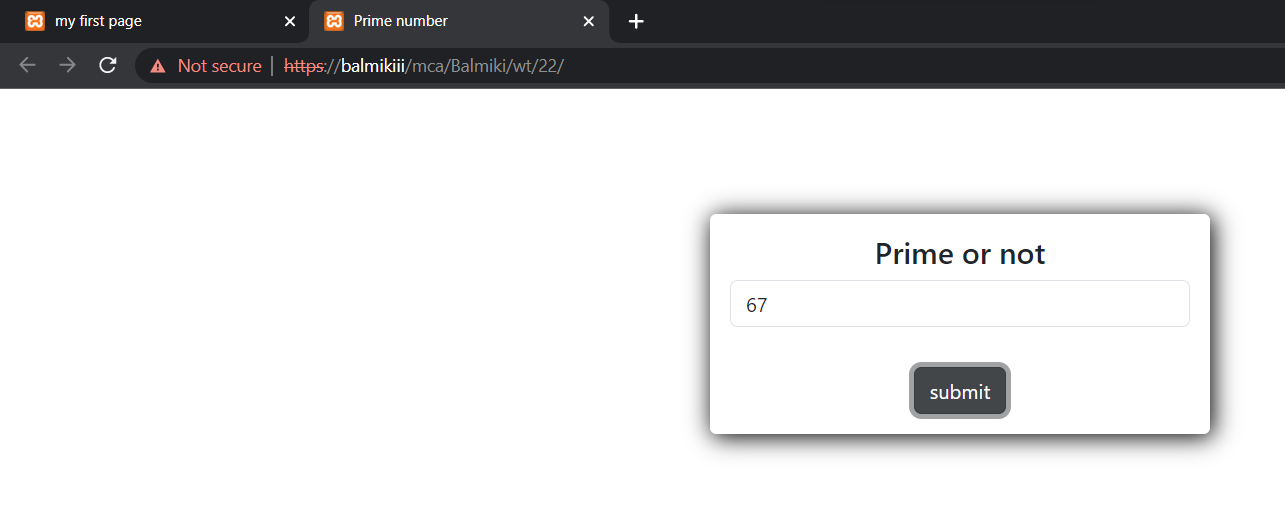 my first page
Prime number
Not secure
https://balmikiii/mca/Balmiki/wt/22/
Prime or not
67
submit